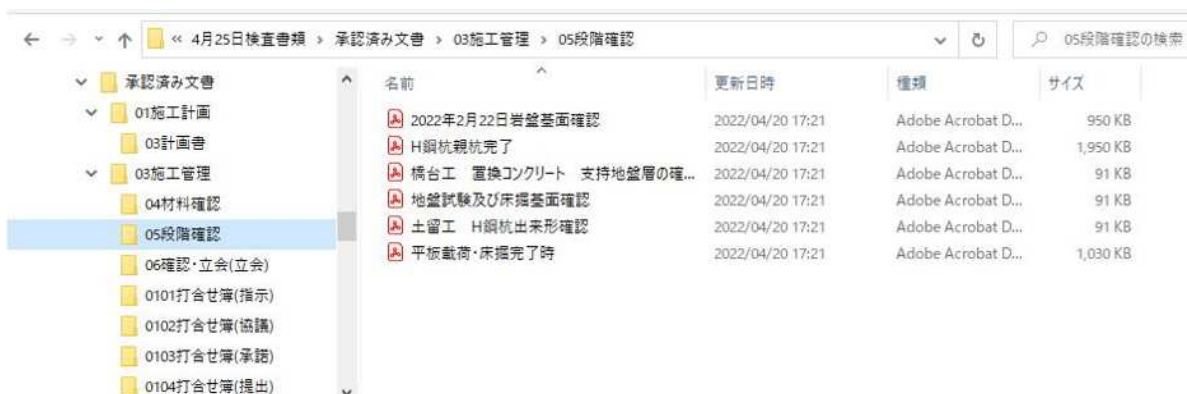 « 4月25日検査書類 › 承認済み文書 › 03施工管理 › 05段階確認
05段階確認の検索
承認済み文書
01施工計画
03計画書
03施工管理
04材料確認
05段階確認
06確認・立会(立会)
0101打合せ簿(指示)
0102打合せ簿(協議)
0103打合せ簿(承諾)
0104打合せ簿(提出)
名前 更新日時 種類 サイズ
2022年2月22日岩盤基面確認 2022/04/20 17:21 Adobe Acrobat D... 950 KB
H鋼杭親杭完了 2022/04/20 17:21 Adobe Acrobat D... 1,950 KB
橋台工 置換コンクリート 支持地盤層の確... 2022/04/20 17:21 Adobe Acrobat D... 91 KB
地盤試験及び床掘基面確認 2022/04/20 17:21 Adobe Acrobat D... 91 KB
土留工 H鋼杭出来形確認 2022/04/20 17:21 Adobe Acrobat D... 91 KB
平板載荷・床掘完了時 2022/04/20 17:21 Adobe Acrobat D... 1,030 KB